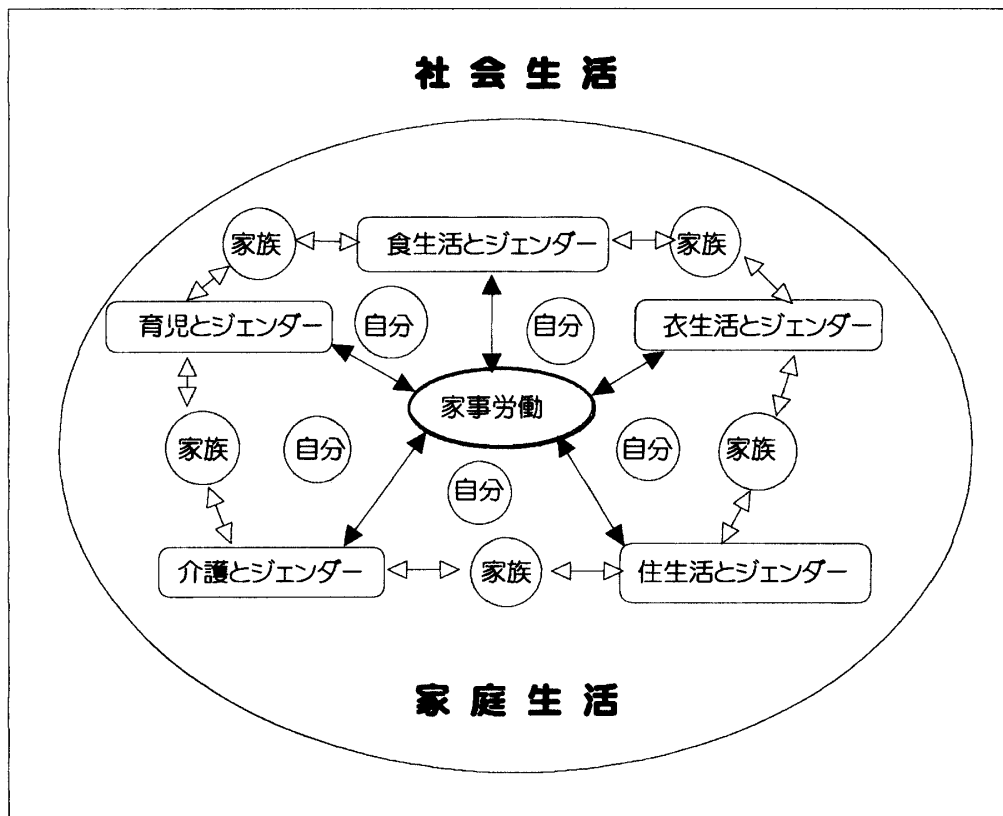 社会生活
家族
食生活とジェンダー
家族
育児とジェンダー
自分
自分
衣生活とジェンダー
家事労働
家族
自分
自分
家族
自分
介護とジェンダー
家族
住生活とジェンダー
家庭生活